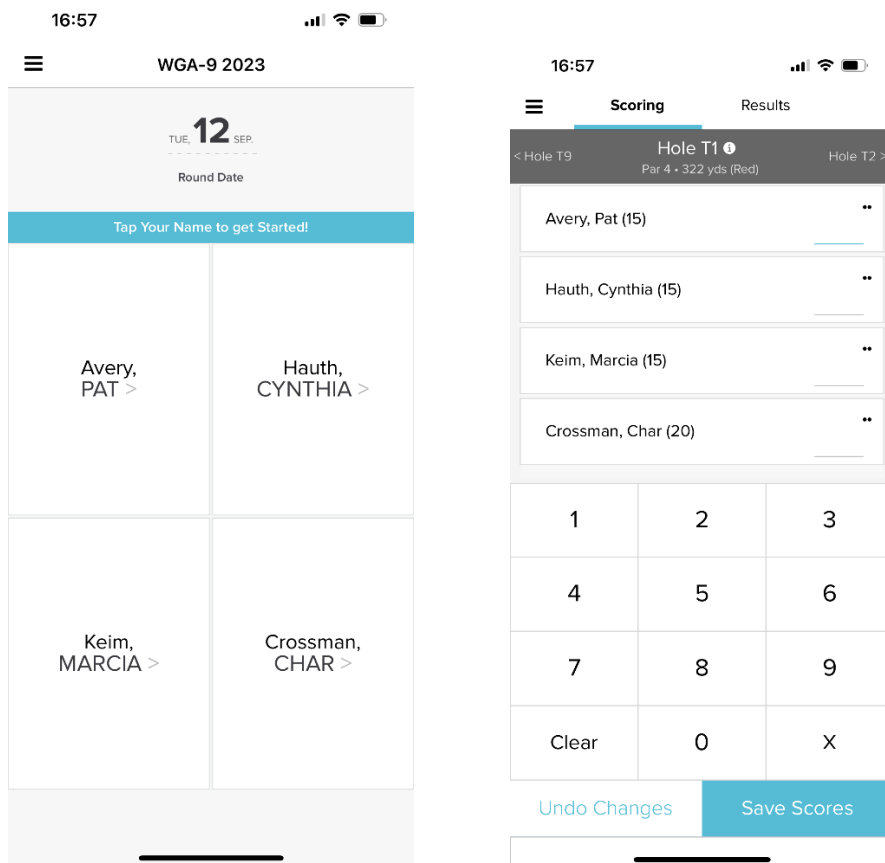 16:57
WGA-9 2023
TUE, 12 SEP.
Round Date
Tap Your Name to get Started!
Avery,
PAT >
Hauth,
CYNTHIA >
Keim,
MARCIA >
Crossman,
CHAR >
16:57
Scoring Results
< Hole T9 Hole T1 Hole T2 >
Par 4 • 322 yds (Red)
Avery, Pat (15) ••
Hauth, Cynthia (15) ••
Keim, Marcia (15) ••
Crossman, Char (20) ••
1 2 3
4 5 6
7 8 9
Clear 0 X
Undo Changes Save Scores